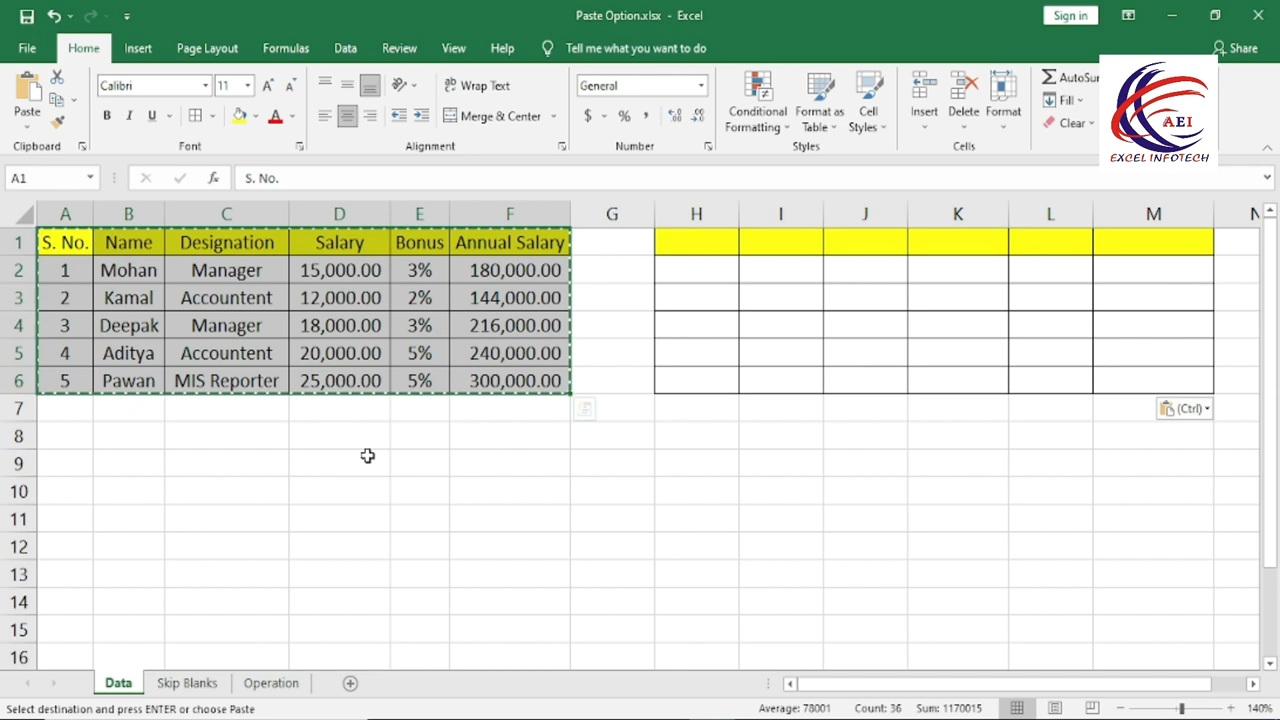 Paste Option.xlsx - Excel
Sign in
File Home Insert Page Layout Formulas Data Review View Help Tell me what you want to do Share
Paste
Clipboard
Calibri 11
B I U
Font
Wrap Text
Merge & Center
Alignment
General
$ % ,
Number
Conditional Formatting
Format as Table
Cell Styles
Styles
Insert Delete Format
Cells
AutoSu
Fill
Clear
AEI
EXCEL INFOTECH
A1 fx S. No.
A B C D E F G H I J K L M N
1 S. No. Name Designation Salary Bonus Annual Salary
2 1 Mohan Manager 15,000.00 3% 180,000.00
3 2 Kamal Accountent 12,000.00 2% 144,000.00
4 3 Deepak Manager 18,000.00 3% 216,000.00
5 4 Aditya Accountent 20,000.00 5% 240,000.00
6 5 Pawan MIS Reporter 25,000.00 5% 300,000.00
7 (Ctrl)
8
9
10
11
12
13
14
15
16
Data Skip Blanks Operation
Select destination and press ENTER or choose Paste Average: 78001 Count: 36 Sum: 1170015 140%